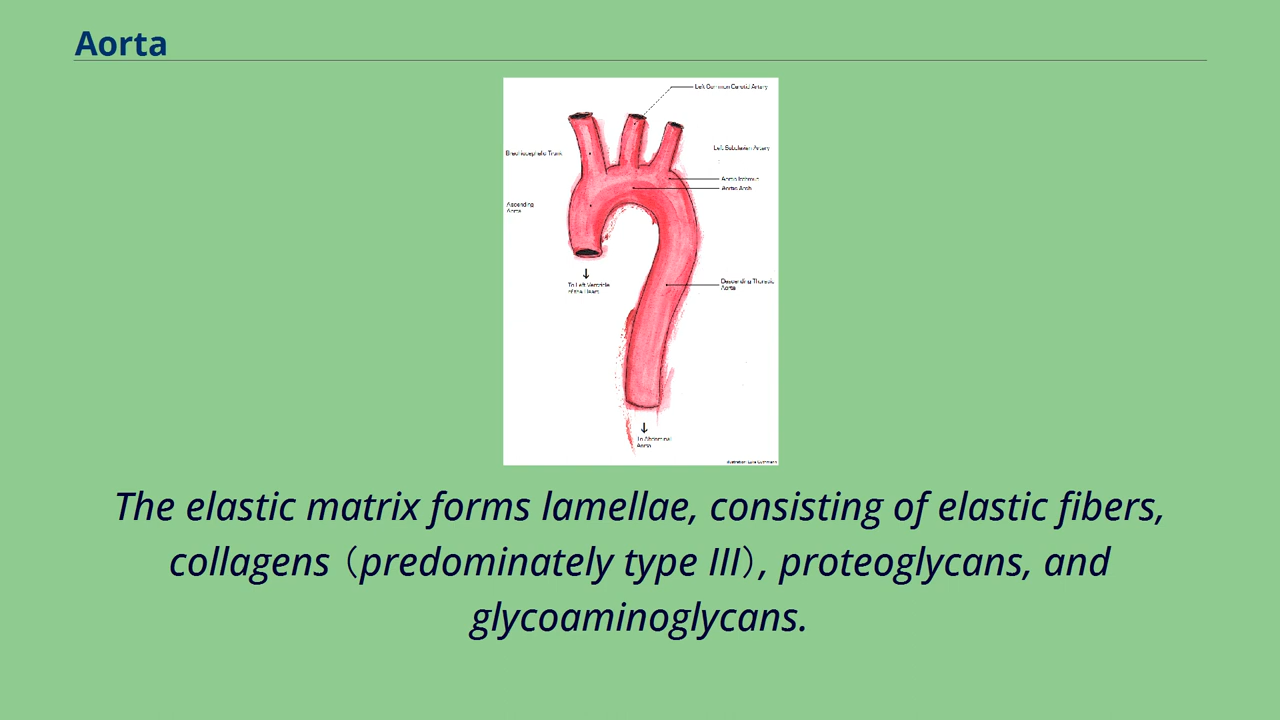 Aorta
Left Common Carotid Artery
Brachiocephalic Trunk
Left Subclavian Artery
Aortic Isthmus
Aortic Arch
Ascending
Aorta
To Left Ventricle
of the Heart
Descending Thoracic
Aorta
To Abdominal
Aorta
The elastic matrix forms lamellae, consisting of elastic fibers,
collagens（predominately type III）, proteoglycans, and
glycoaminoglycans.